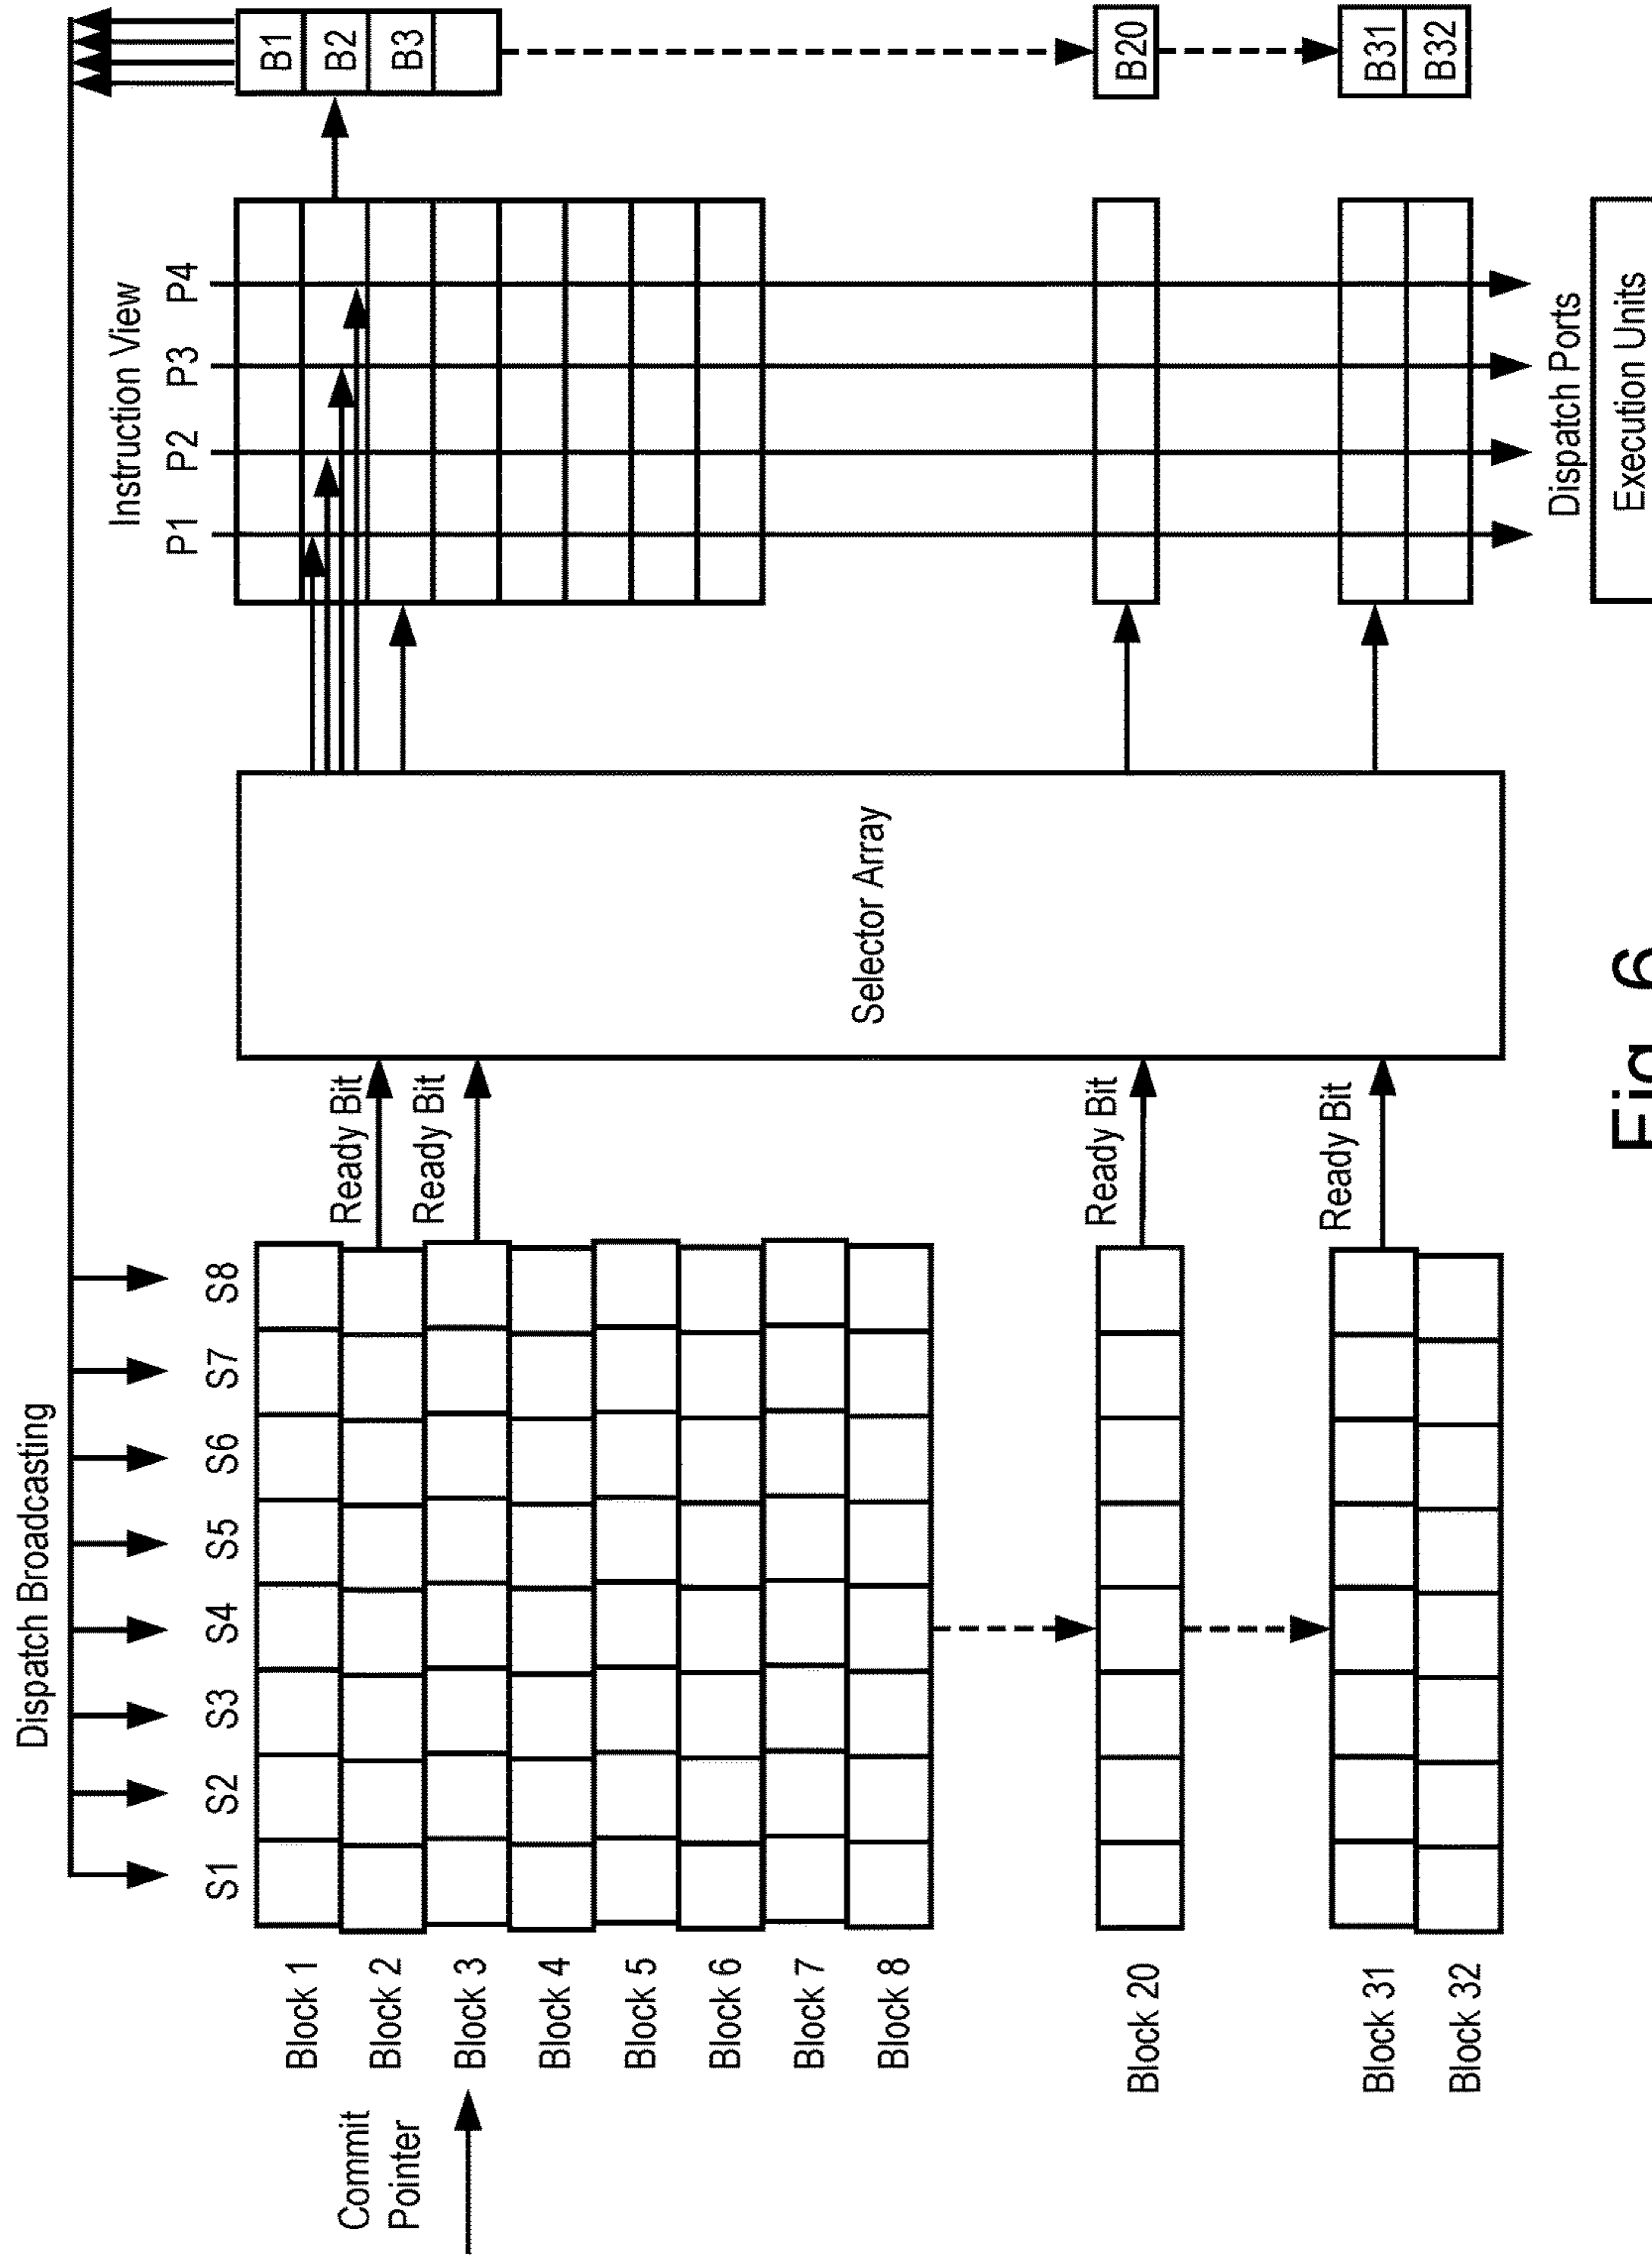 Dispatch Broadcasting
S1 S2 S3 S4 S5 S6 S7 S8
Commit
Pointer
Block 1
Block 2
Block 3
Block 4
Block 5
Block 6
Block 7
Block 8
Block 20
Block 31
Block 32
Ready Bit
Ready Bit
Ready Bit
Ready Bit
Selector Array
Instruction View
P1 P2 P3 P4
Dispatch Ports
Execution Units
B1
B2
B3
B20
B31
B32
Fig. 6